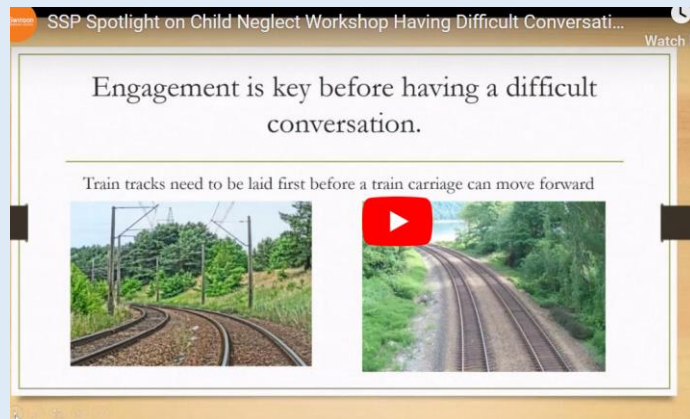 SSP Spotlight on Child Neglect Workshop Having Difficult Conversati...
Watch
Engagement is key before having a difficult
conversation.
Train tracks need to be laid first before a train carriage can move forward